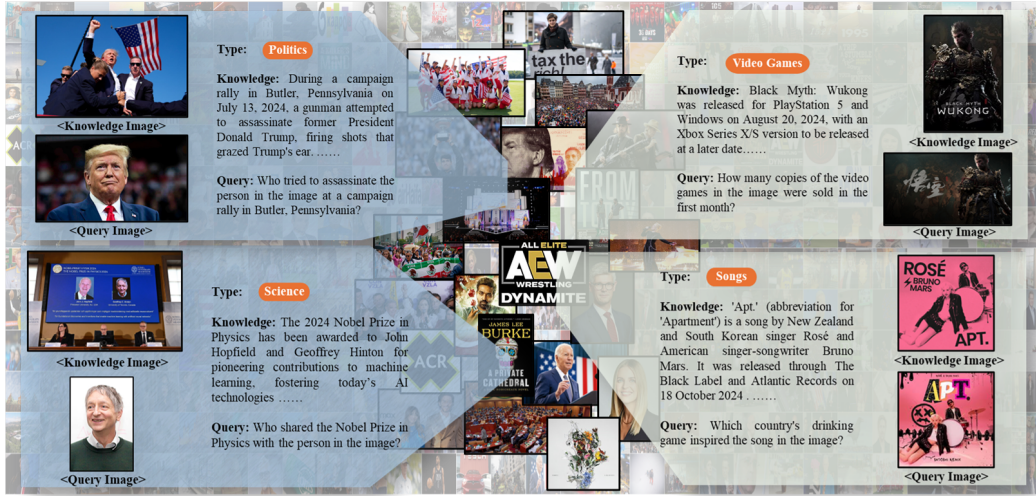 Type: Politics
Knowledge: During a campaign
rally in Butler, Pennsylvania on
July 13, 2024, a gunman attempted
to assassinate former President
Donald Trump, firing shots that
grazed Trump's ear. ……
Query: Who tried to assassinate the
person in the image at a campaign
rally in Butler, Pennsylvania?
<Knowledge Image>
<Query Image>
tax the
rich!
Type: Video Games
Knowledge: Black Myth: Wukong
was released for PlayStation 5 and
Windows on August 20, 2024, with an
Xbox Series X/S version to be released
at a later date……
Query: How many copies of the video
games in the image were sold in the
first month?
BLACK MYTH
WUKONG
<Knowledge Image>
悟空
<Query Image>
Type: Science
Knowledge: The 2024 Nobel Prize in
Physics has been awarded to John
Hopfield and Geoffrey Hinton for
pioneering contributions to machine
learning, fostering today's AI
technologies ……
Query: Who shared the Nobel Prize in
Physics with the person in the image?
<Knowledge Image>
<Query Image>
ALL ELITE
AEW
WRESTLING
DYNAMITE
JAMES LEE
BURKE
A PRIVATE
CATHEDRAL
ACR
Type: Songs
Knowledge: 'Apt.' (abbreviation for
'Apartment') is a song by New Zealand
and South Korean singer Rosé and
American singer-songwriter Bruno
Mars. It was released through The
Black Label and Atlantic Records on
18 October 2024 . ……
Query: Which country's drinking
game inspired the song in the image?
ROSÉ
BRUNO
MARS
APT.
<Knowledge Image>
APT.
<Query Image>